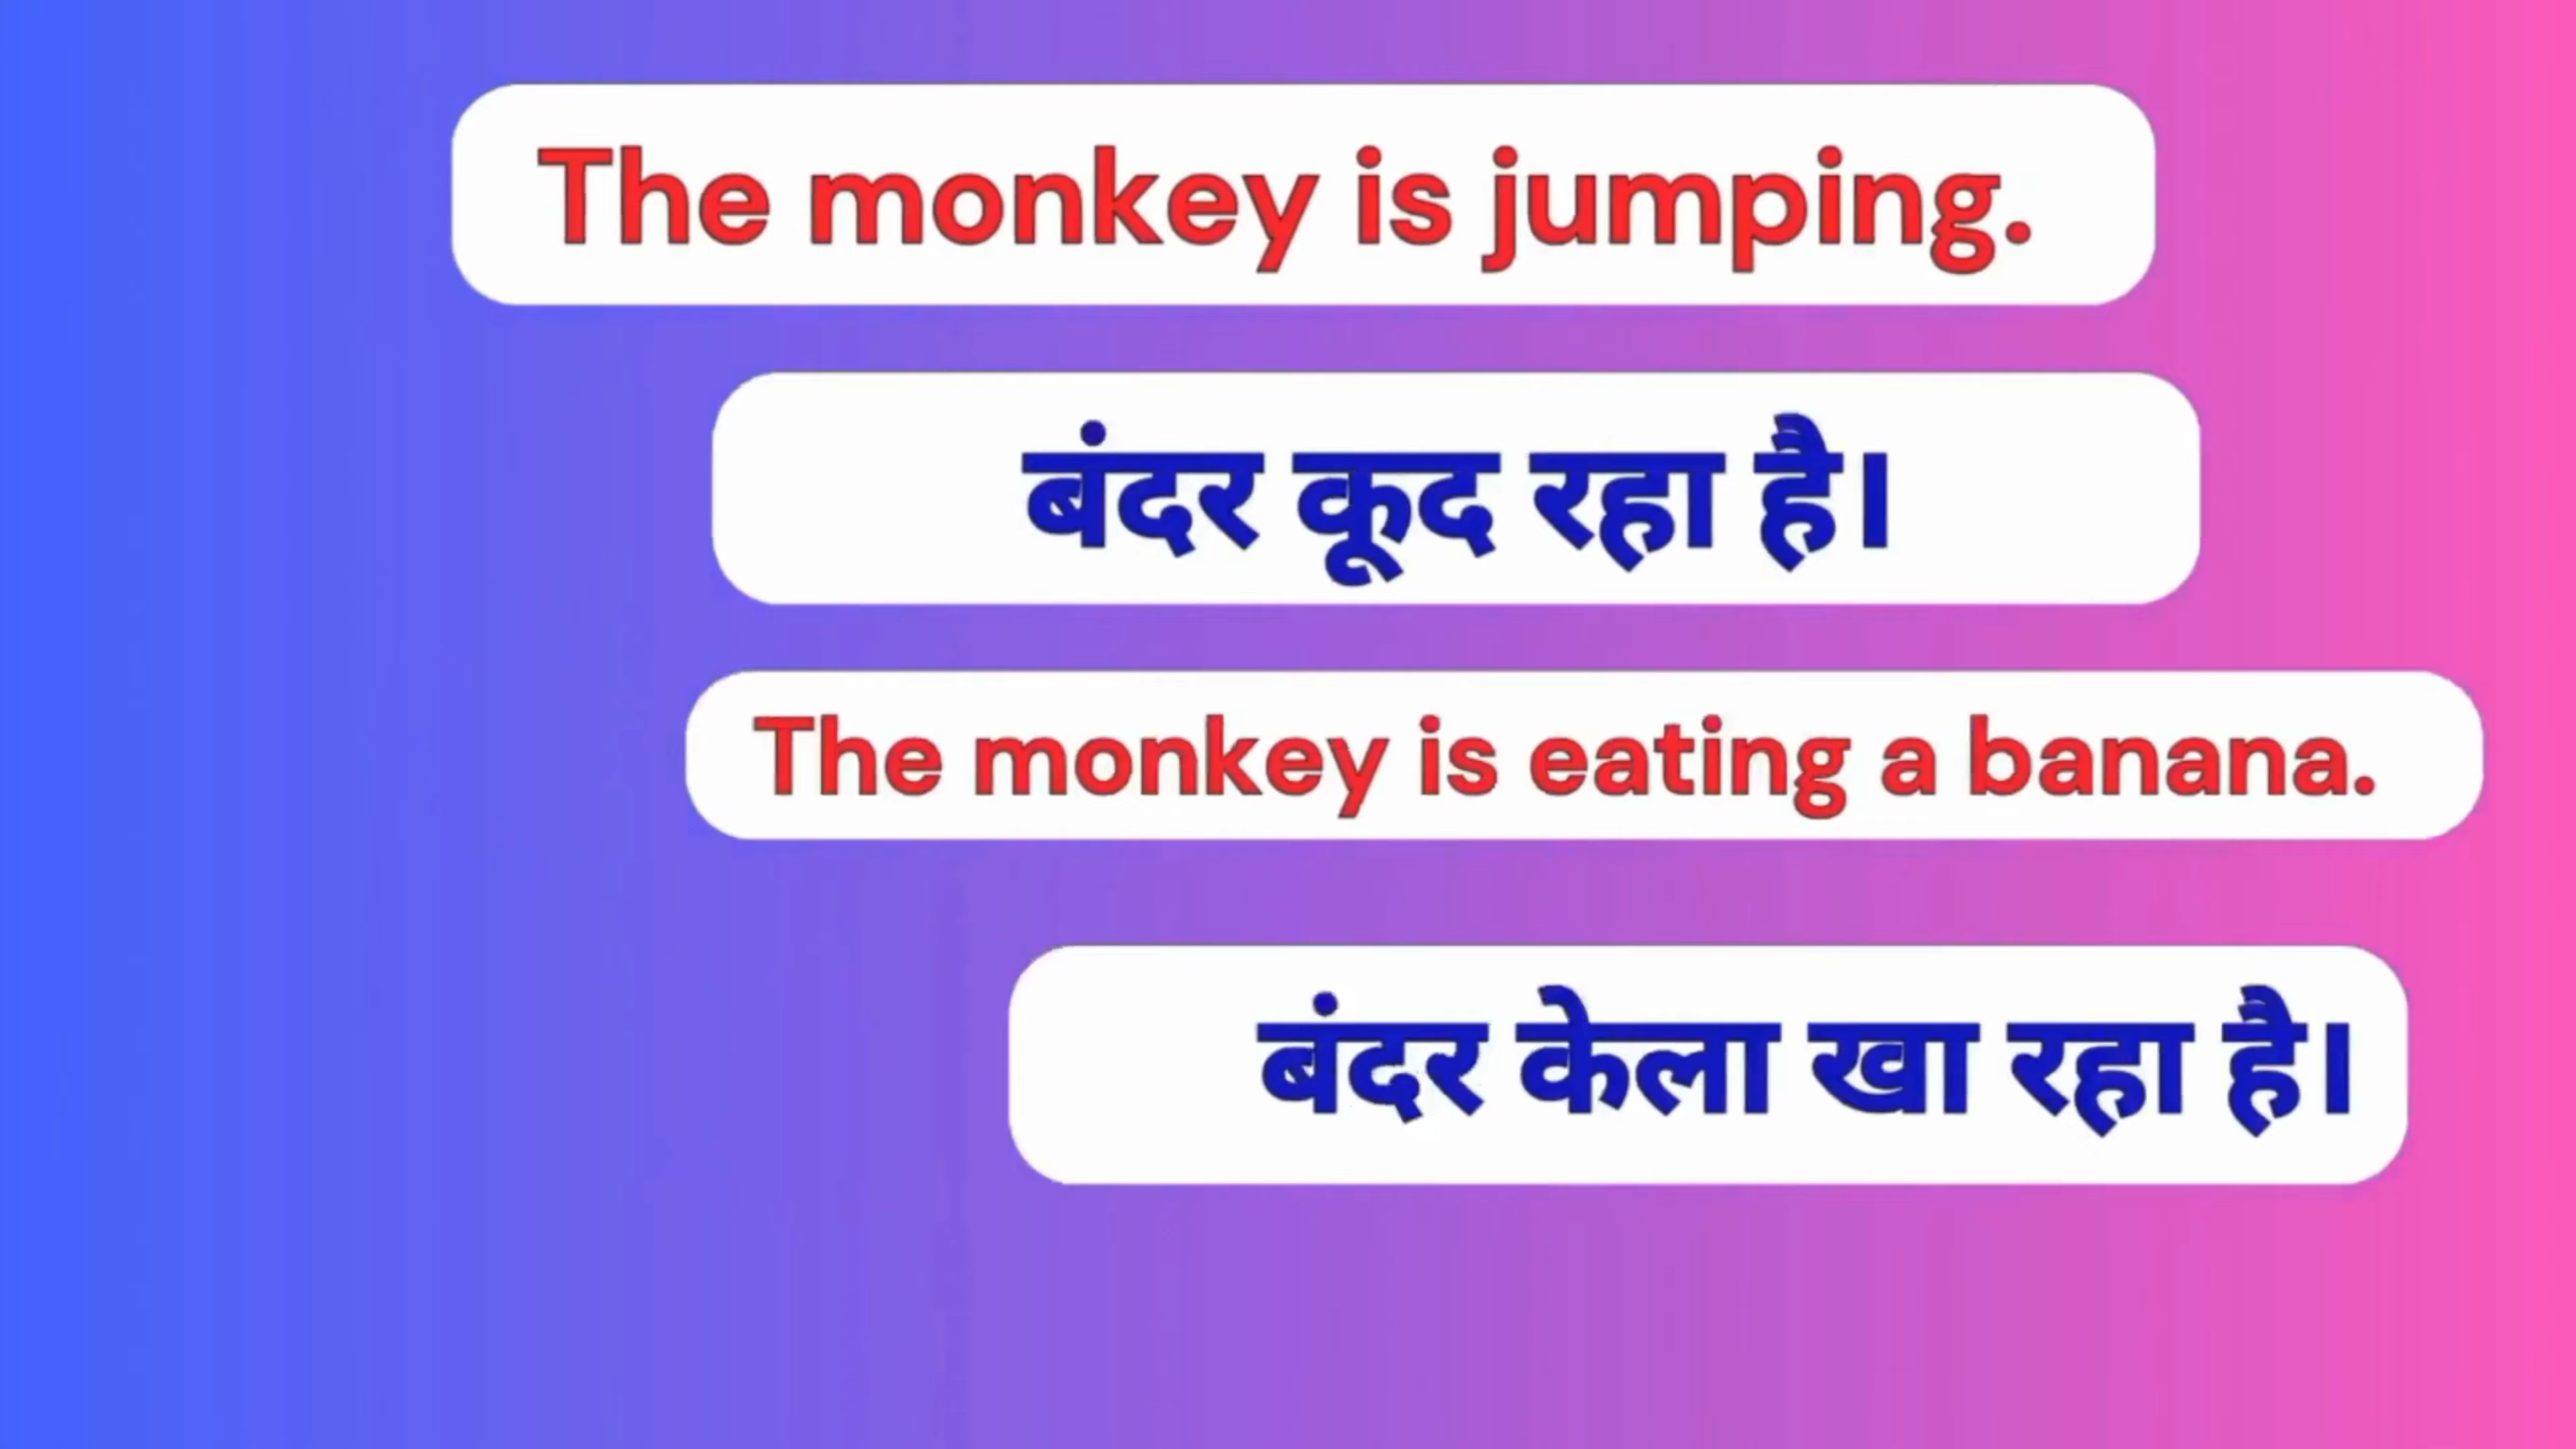 The monkey is jumping.
बंदर कूद रहा है।
The monkey is eating a banana.
बंदर केला खा रहा है।